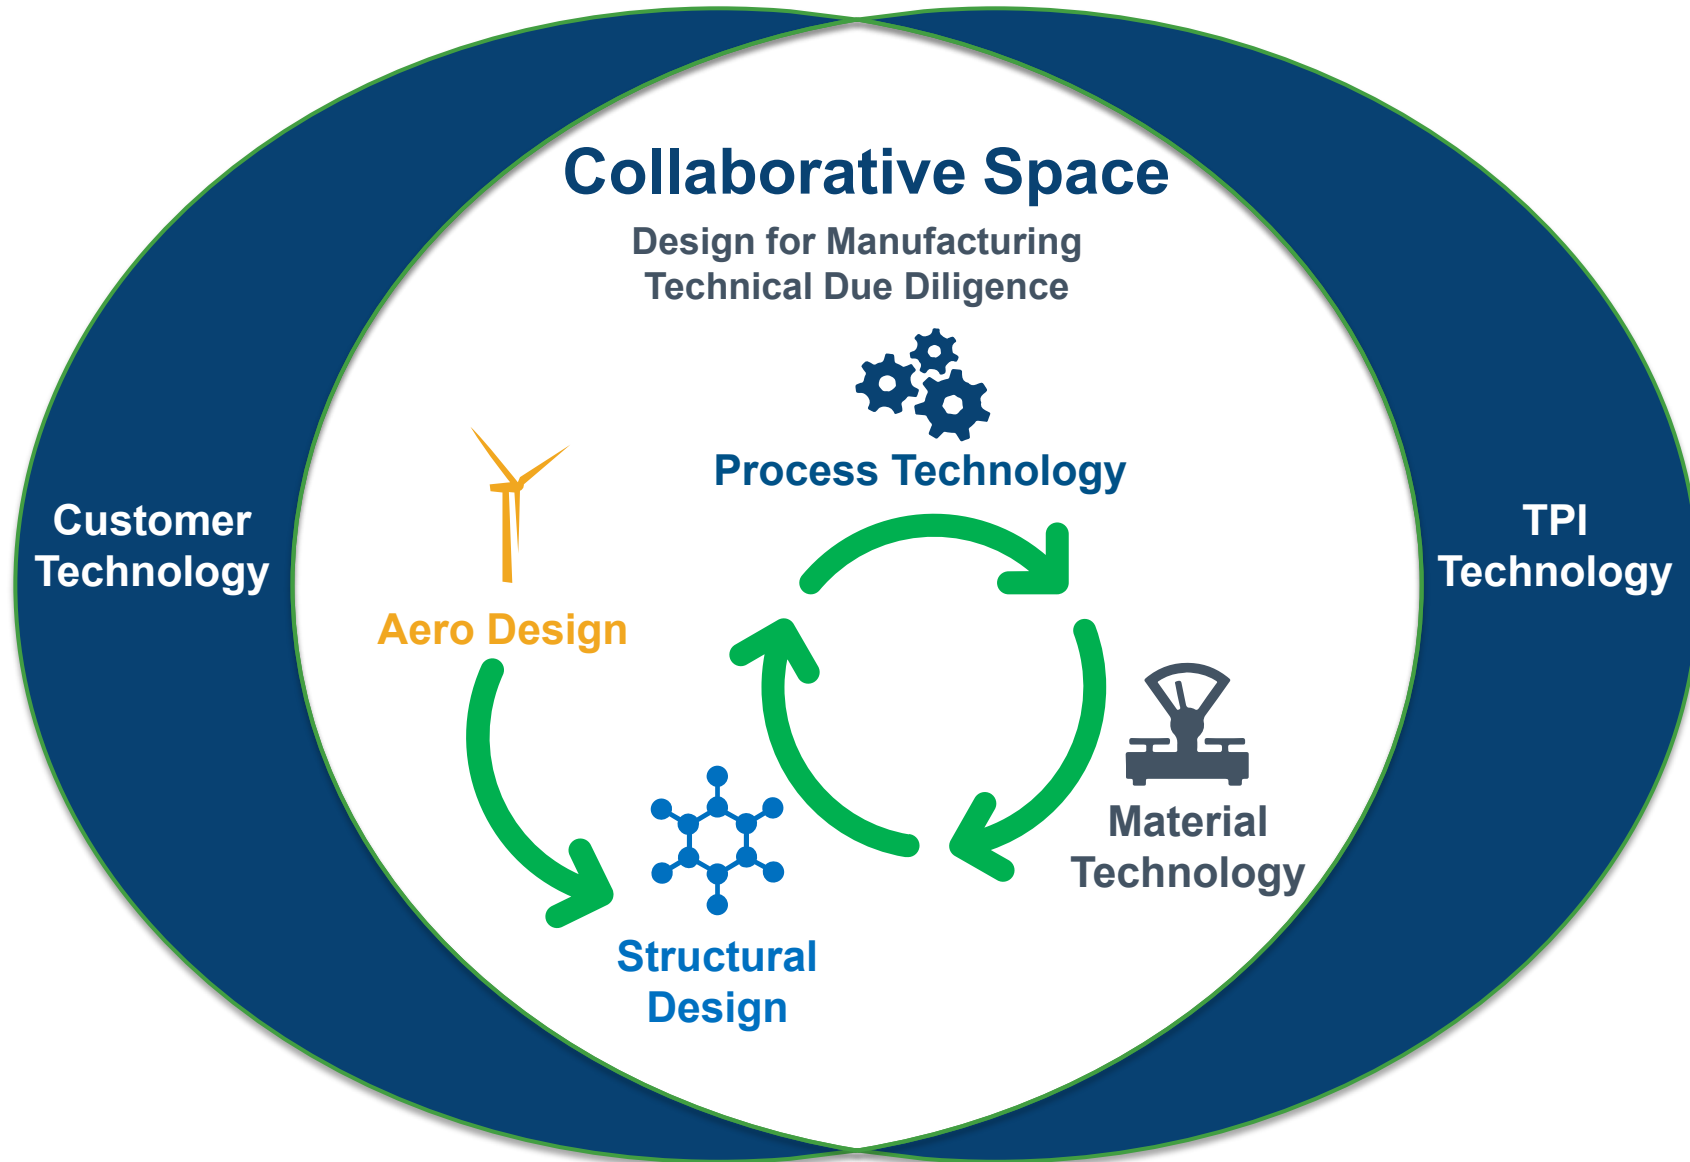 Collaborative Space
Design for Manufacturing
Technical Due Diligence
Process Technology
Customer
Technology
TPI
Technology
Aero Design
Material
Technology
Structural
Design